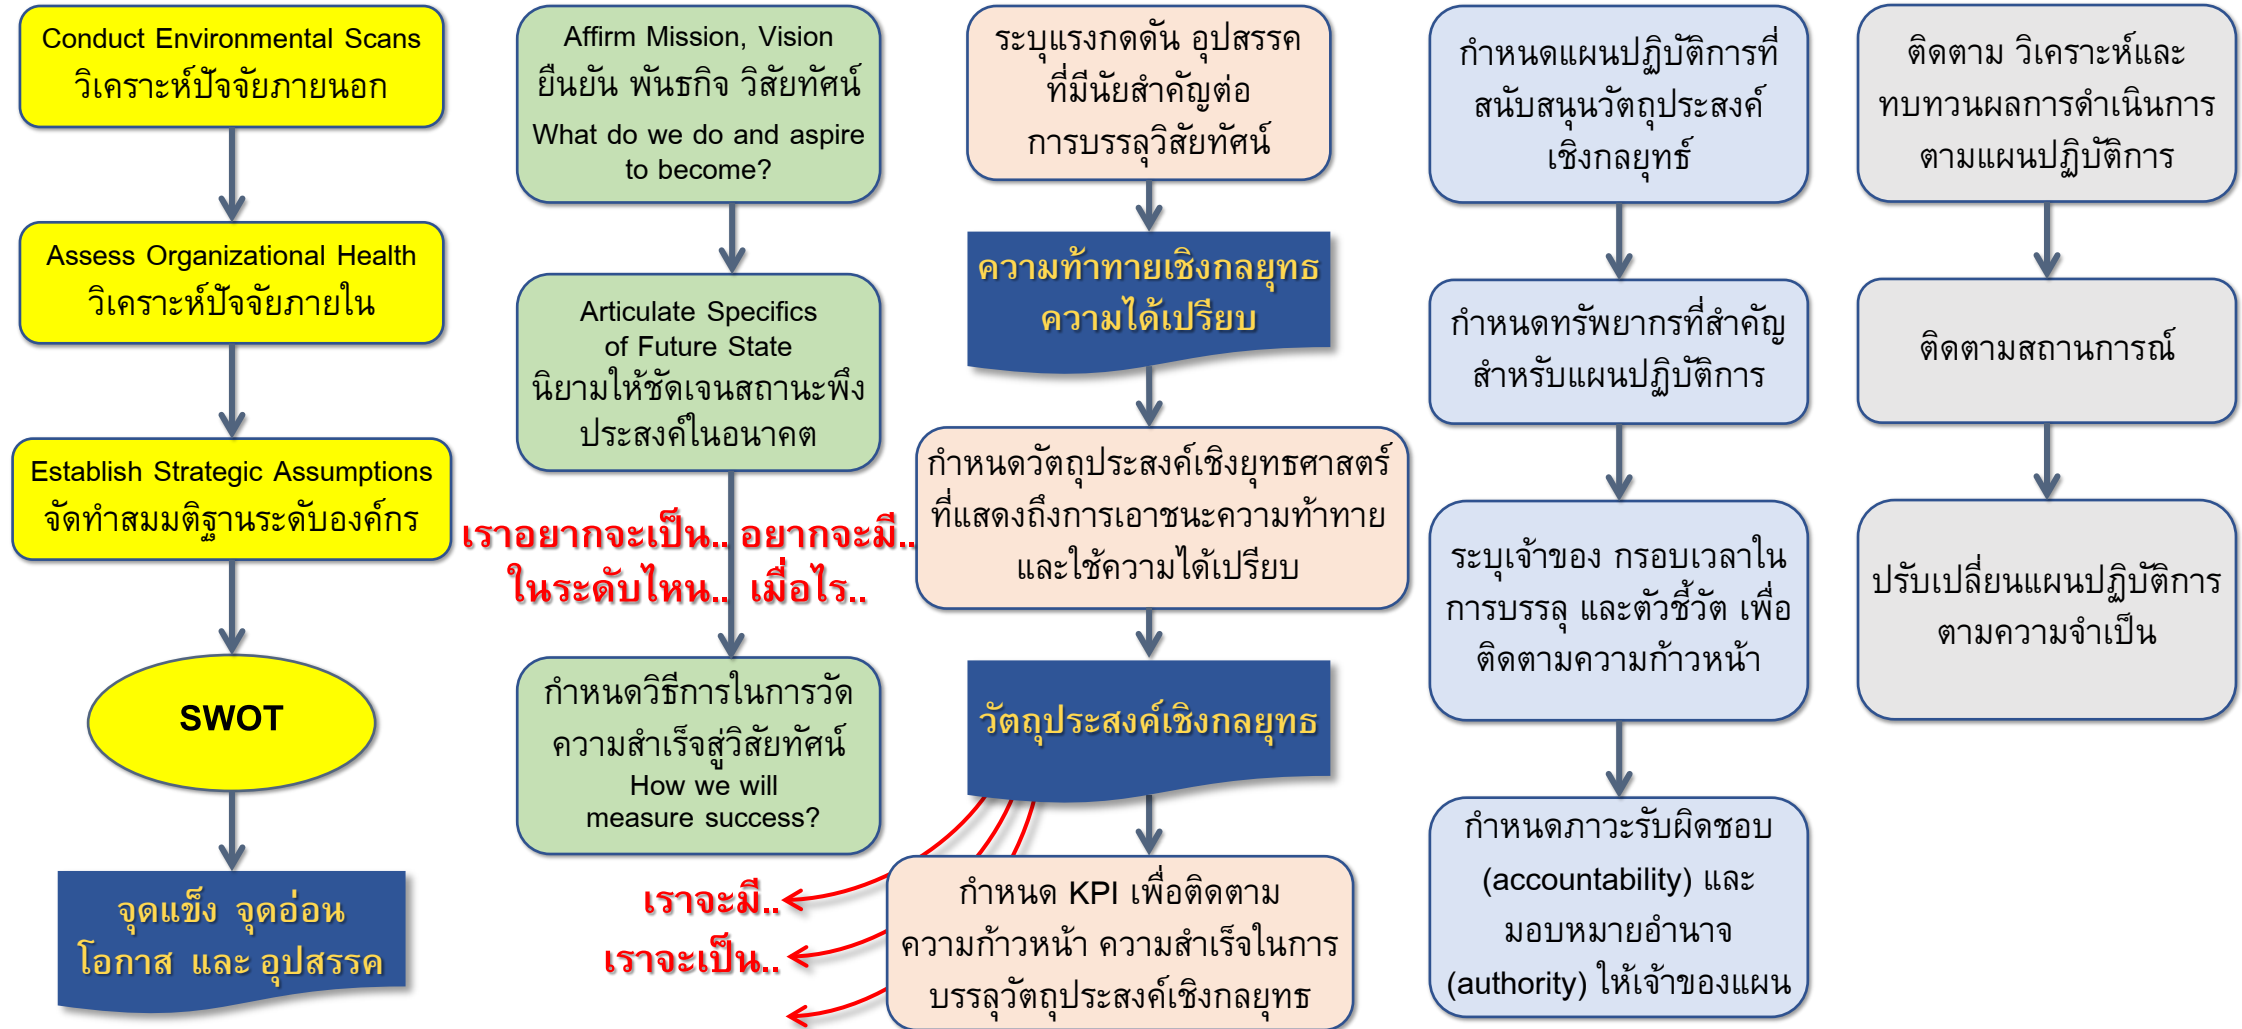 Conduct Environmental Scans
วิเคราะห์ปัจจัยภายนอก
Assess Organizational Health
วิเคราะห์ปัจจัยภายใน
Establish Strategic Assumptions
จัดทำสมมติฐานระดับองค์กร
SWOT
จุดแข็ง จุดอ่อน
โอกาส และ อุปสรรค
Affirm Mission, Vision
ยืนยัน พันธกิจ วิสัยทัศน์
What do we do and aspire
to become?
Articulate Specifics
of Future State
นิยามให้ชัดเจนสถานะพึง
ประสงค์ในอนาคต
เราอยากจะเป็น.. อยากจะมี..
ในระดับไหน.. เมื่อไร..
กำหนดวิธีการในการวัด
ความสำเร็จสู่วิสัยทัศน์
How we will
measure success?
เราจะมี..
เราจะเป็น..
ระบุแรงกดดัน อุปสรรค
ที่มีนัยสำคัญต่อ
การบรรลุวิสัยทัศน์
ความท้าทายเชิงกลยุทธ
ความได้เปรียบ
กำหนดวัตถุประสงค์เชิงยุทธศาสตร์
ที่แสดงถึงการเอาชนะความท้าทาย
และใช้ความได้เปรียบ
วัตถุประสงค์เชิงกลยุทธ
กำหนด KPI เพื่อติดตาม
ความก้าวหน้า ความสำเร็จในการ
บรรลุวัตถุประสงค์เชิงกลยุทธ
กำหนดแผนปฏิบัติการที่
สนับสนุนวัตถุประสงค์
เชิงกลยุทธ์
กำหนดทรัพยากรที่สำคัญ
สำหรับแผนปฏิบัติการ
ระบุเจ้าของ กรอบเวลาใน
การบรรลุ และตัวชี้วัต เพื่อ
ติดตามความก้าวหน้า
กำหนดภาวะรับผิดชอบ
(accountability) และ
มอบหมายอำนาจ
(authority) ให้เจ้าของแผน
ติดตาม วิเคราะห์และ
ทบทวนผลการดำเนินการ
ตามแผนปฏิบัติการ
ติดตามสถานการณ์
ปรับเปลี่ยนแผนปฏิบัติการ
ตามความจำเป็น